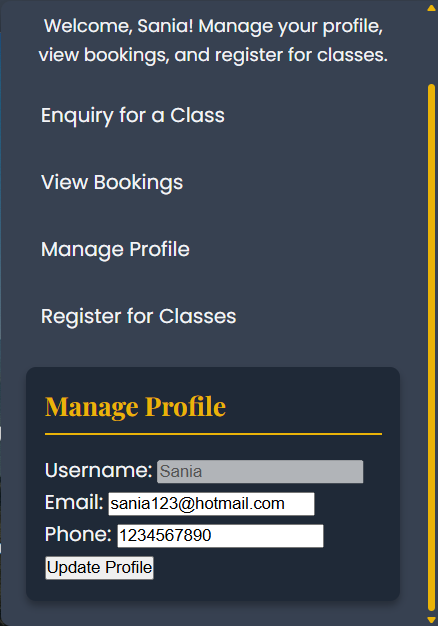 Welcome, Sania! Manage your profile,
view bookings, and register for classes.
Enquiry for a Class
View Bookings
Manage Profile
Register for Classes
Manage Profile
Username: Sania
Email: sania123@hotmail.com
Phone: 1234567890
Update Profile